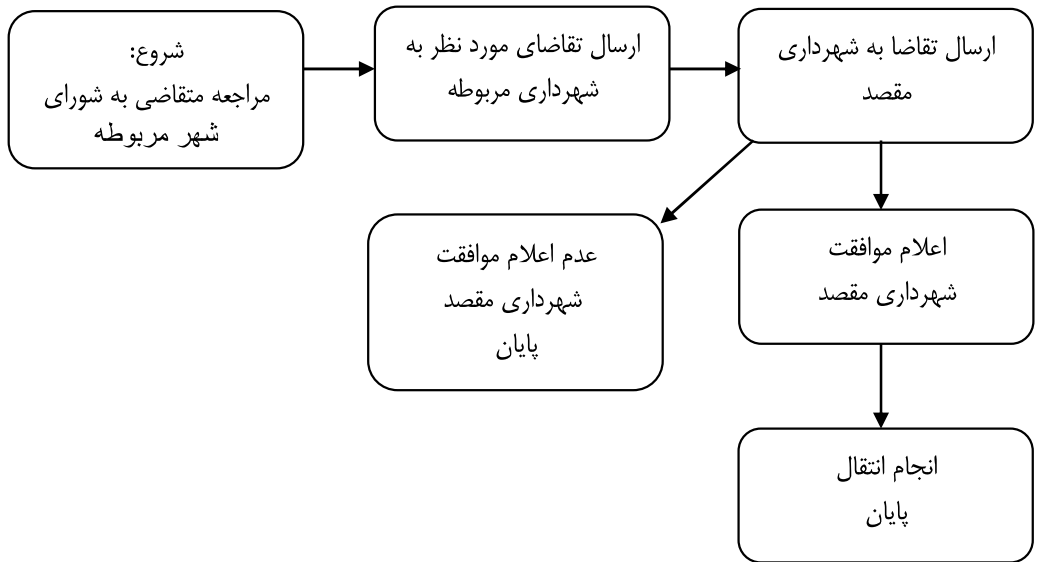 شروع:
مراجعه متقاضی به شورای
شهر مربوطه
ارسال تقاضای مورد نظر به
شهرداری مربوطه
ارسال تقاضا به شهرداری
مقصد
عدم اعلام موافقت
شهرداری مقصد
پایان
اعلام موافقت
شهرداری مقصد
انجام انتقال
پایان